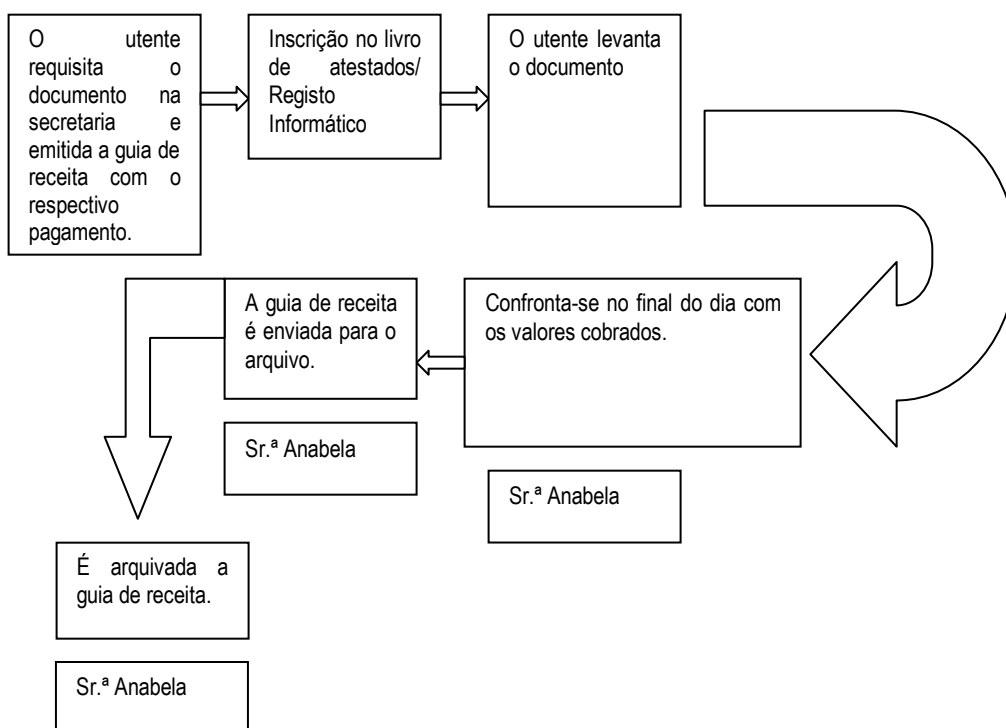 O utente
requisita o
documento na
secretaria e
emitida a guia de
receita com o
respectivo
pagamento.
Inscrição no livro
de atestados/
Registo
Informático
O utente levanta
o documento
Confronta-se no final do dia com
os valores cobrados.
Sr.ª Anabela
A guia de receita
é enviada para o
arquivo.
Sr.ª Anabela
É arquivada a
guia de receita.
Sr.ª Anabela